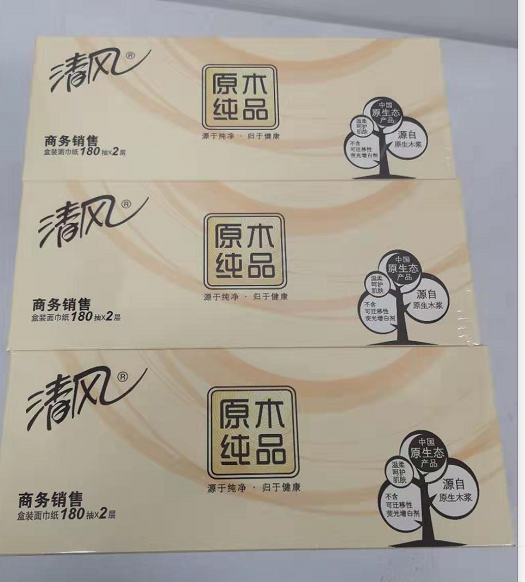 清风®
原木
纯品
源于纯净·归于健康
商务销售
盒装面巾纸180抽×2层
中国
原生态
产品
温柔
呵护
肌肤
源自
原生木浆
不含
可迁移性
荧光增白剂
清风®
原木
纯品
源于纯净·归于健康
商务销售
盒装面巾纸180抽×2层
中国
原生态
产品
温柔
呵护
肌肤
源自
原生木浆
不含
可迁移性
荧光增白剂
清风®
原木
纯品
源于纯净·归于健康
商务销售
盒装面巾纸180抽×2层
中国
原生态
产品
温柔
呵护
肌肤
源自
原生木浆
不含
可迁移性
荧光增白剂